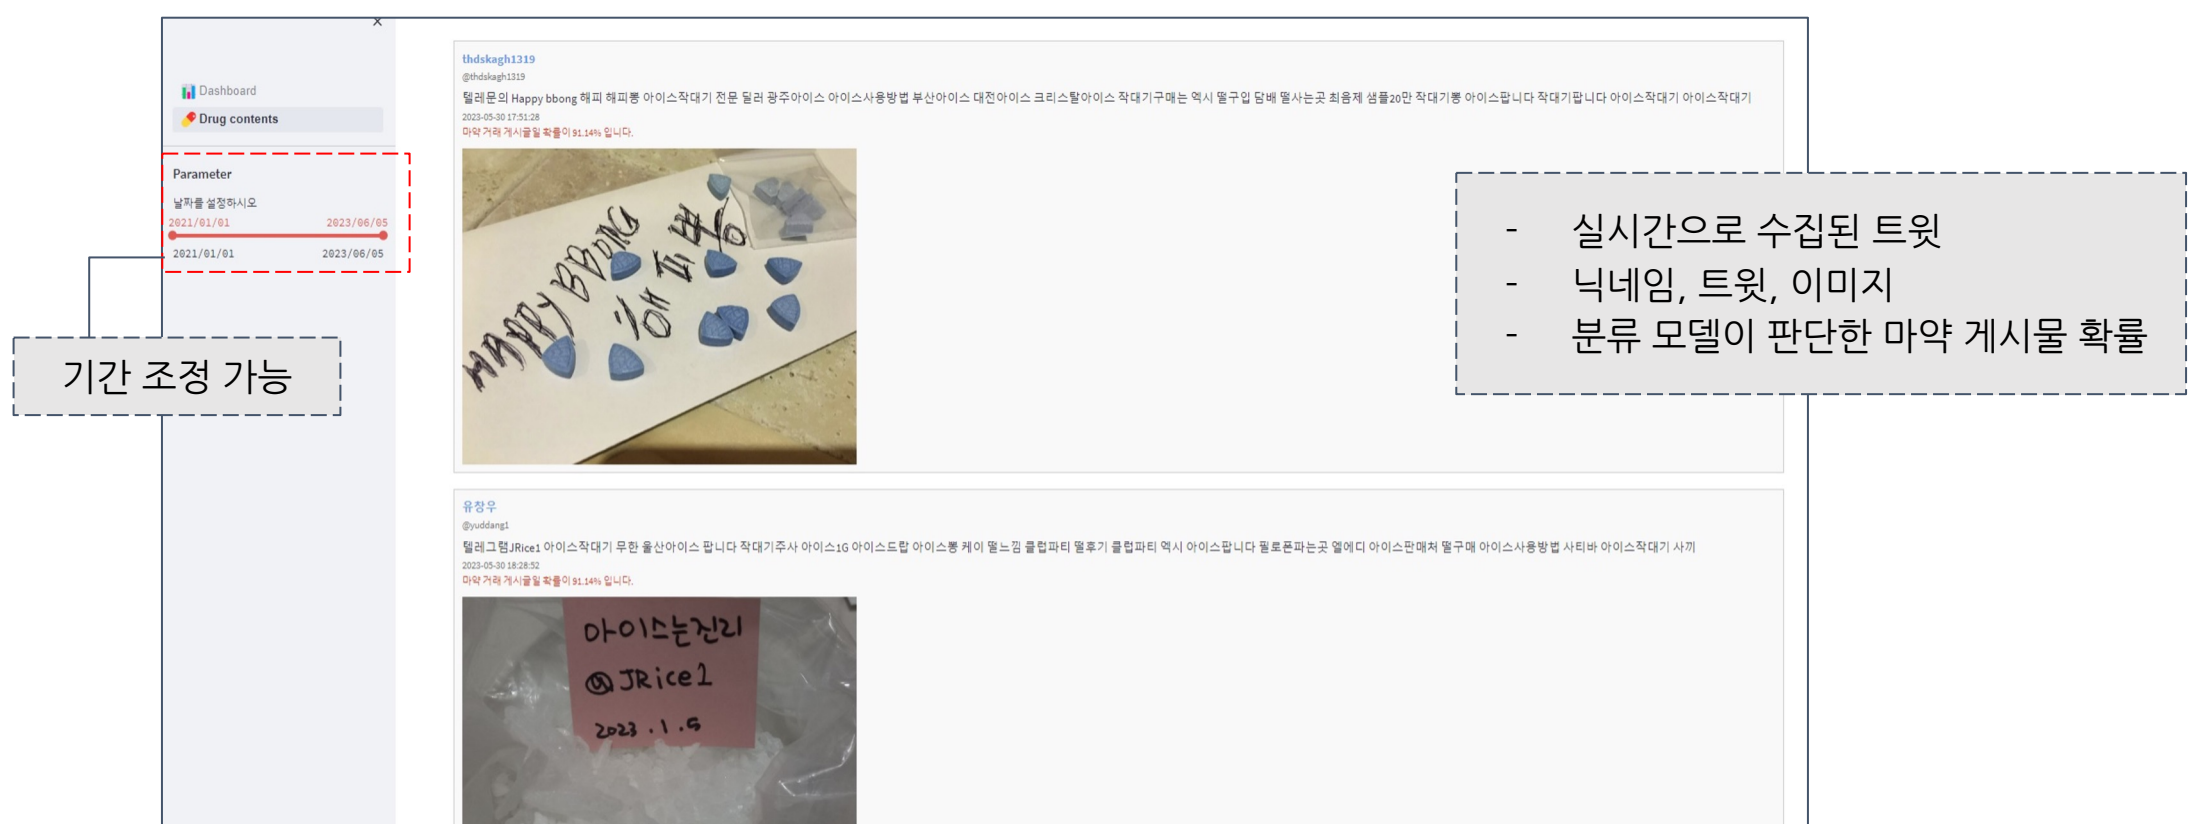 ×
Dashboard
Drug contents
Parameter
날짜를 설정하시오
2021/01/01 2023/06/05
2021/01/01 2023/06/05
기간 조정 가능
thdskagh1319
@thdskagh1319
텔레문의 Happy bbong 해피 해피뽕 아이스작대기 전문 딜러 광주아이스 아이스사용방법 부산아이스 대전아이스 크리스탈아이스 작대기구매는 엑시 떨구입 담배 떨사는곳 최음제 샘플20만 작대기뽕 아이스팝니다 작대기팝니다 아이스작대기 아이스작대기
2023-05-30 17:51:28
마약 거래 게시글일 확률이 91.14% 입니다.
HAPPY BBONG
해피뽕
- 실시간으로 수집된 트윗
- 닉네임, 트윗, 이미지
- 분류 모델이 판단한 마약 게시물 확률
유창우
@yuddang1
텔레그램JRice1 아이스작대기 무한 울산아이스 팝니다 작대기주사 아이스1G 아이스드랍 아이스뽕 케이 떨느낌 클럽파티 떨후기 클럽파티 엑시 아이스팝니다 필로폰파는곳 엘에디 아이스판매처 떨구매 아이스사용방법 사티바 아이스작대기 사끼
2023-05-30 18:28:52
마약 거래 게시글일 확률이 91.14% 입니다.
아이스는진리
@JRice1
2023.1.5